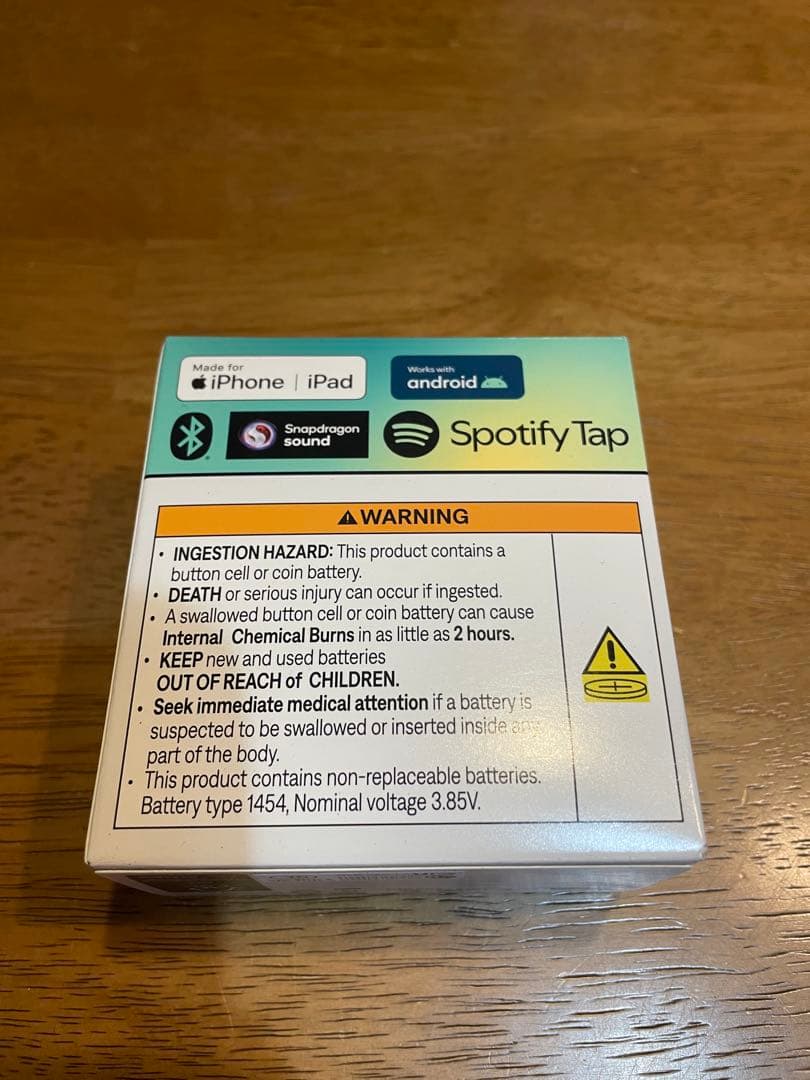 Made for
iPhone | iPad
Works with
android
Snapdragon
sound
Spotify Tap
WARNING
• INGESTION HAZARD: This product contains a
button cell or coin battery.
• DEATH or serious injury can occur if ingested.
• A swallowed button cell or coin battery can cause
Internal Chemical Burns in as little as 2 hours.
• KEEP new and used batteries
OUT OF REACH of CHILDREN.
• Seek immediate medical attention if a battery is
suspected to be swallowed or inserted inside any
part of the body.
• This product contains non-replaceable batteries.
Battery type 1454, Nominal voltage 3.85V.